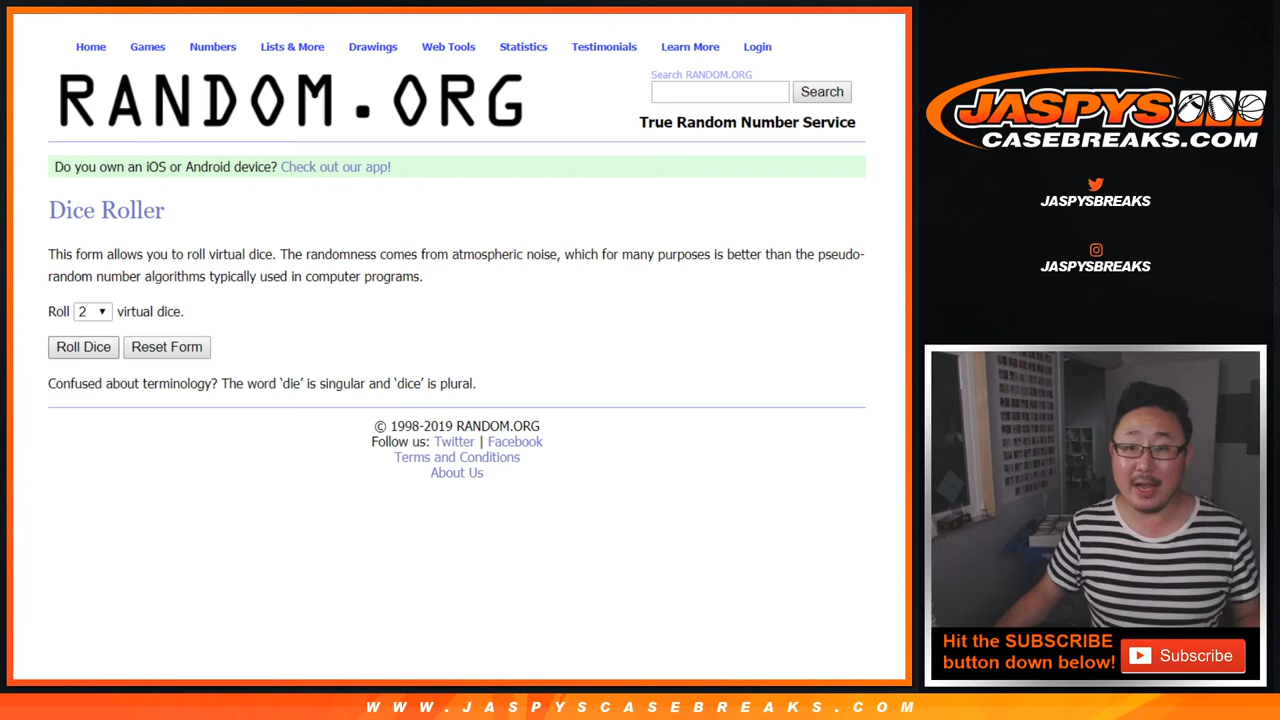 Home Games Numbers Lists & More Drawings Web Tools Statistics Testimonials Learn More Login
RANDOM.ORG
Search RANDOM.ORG
Search
True Random Number Service
Do you own an iOS or Android device? Check out our app!
Dice Roller
This form allows you to roll virtual dice. The randomness comes from atmospheric noise, which for many purposes is better than the pseudo-
random number algorithms typically used in computer programs.
Roll 2 virtual dice.
Roll Dice Reset Form
Confused about terminology? The word ‘die’ is singular and ‘dice’ is plural.
© 1998-2019 RANDOM.ORG
Follow us: Twitter | Facebook
Terms and Conditions
About Us
JASPYS
CASEBREAKS.COM
JASPYSBREAKS
JASPYSBREAKS
Hit the SUBSCRIBE
button down below!
Subscribe
WWW.JASPYSCASEBREAKS.COM